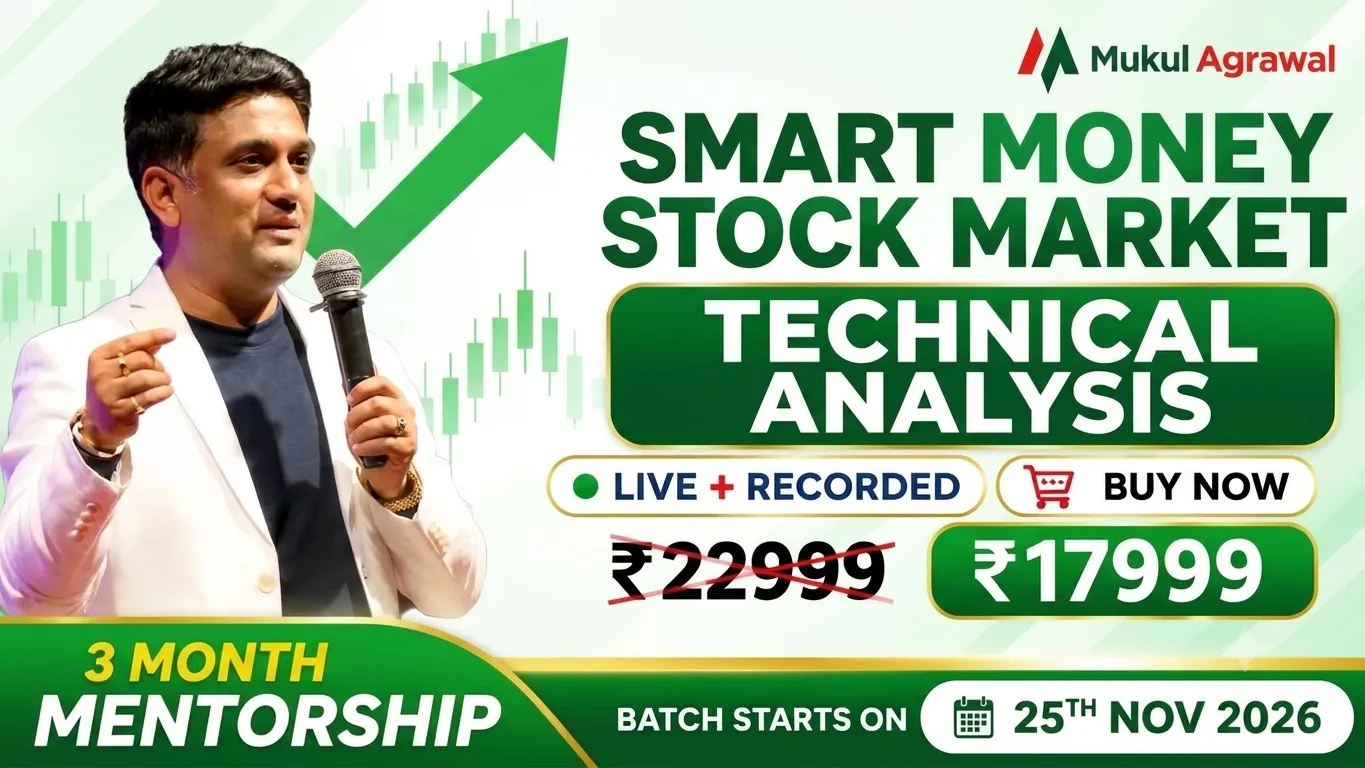 Mukul Agrawal
SMART MONEY
STOCK MARKET
TECHNICAL
ANALYSIS
LIVE + RECORDED
BUY NOW
₹22999
₹17999
3 MONTH
MENTORSHIP
BATCH STARTS ON
25TH NOV 2026